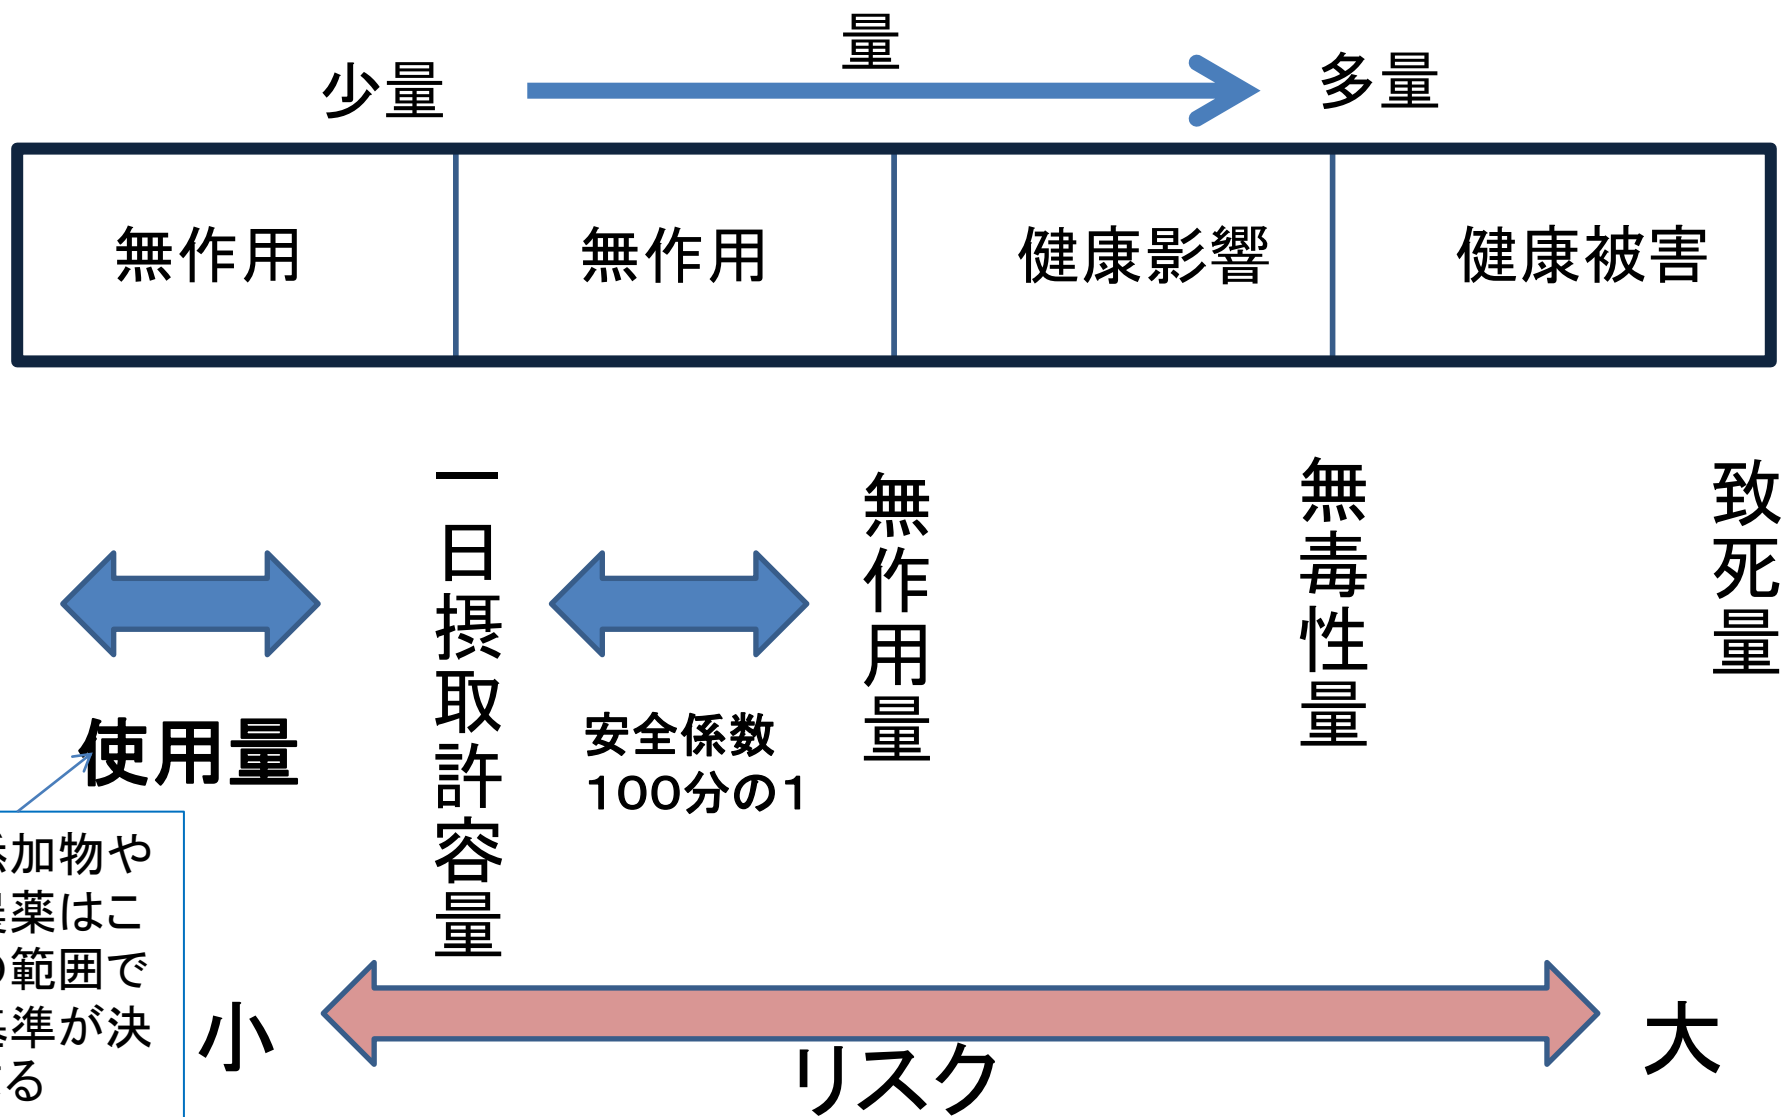 量
少量
多量
無作用
無作用
健康影響
健康被害
一日摂取許容量
無作用量
無毒性量
致死量
使用量
安全係数
100分の1
加物や
薬はこ
範囲で
準が決
る
小
大
リスク